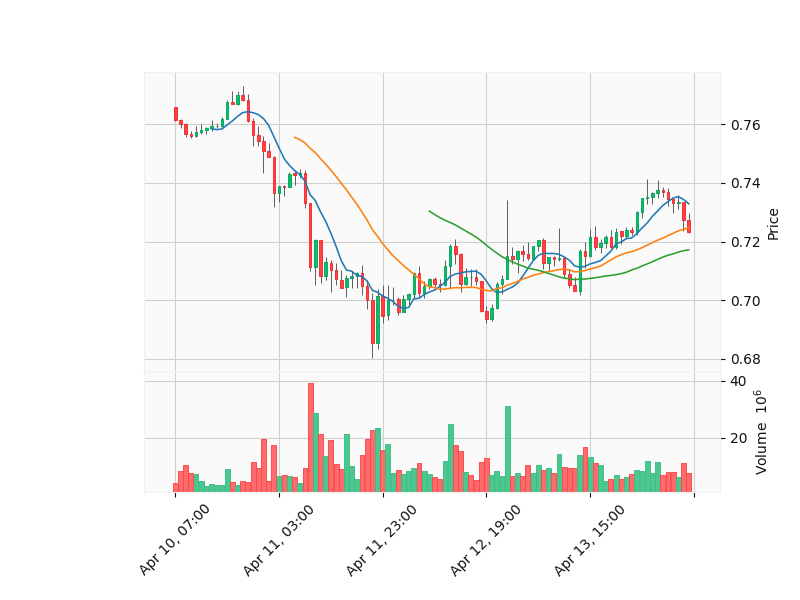 0.76
0.74
0.72
0.70
0.68
Price
40
20
Volume 10^6
Apr 10, 07:00
Apr 11, 03:00
Apr 11, 23:00
Apr 12, 19:00
Apr 13, 15:00